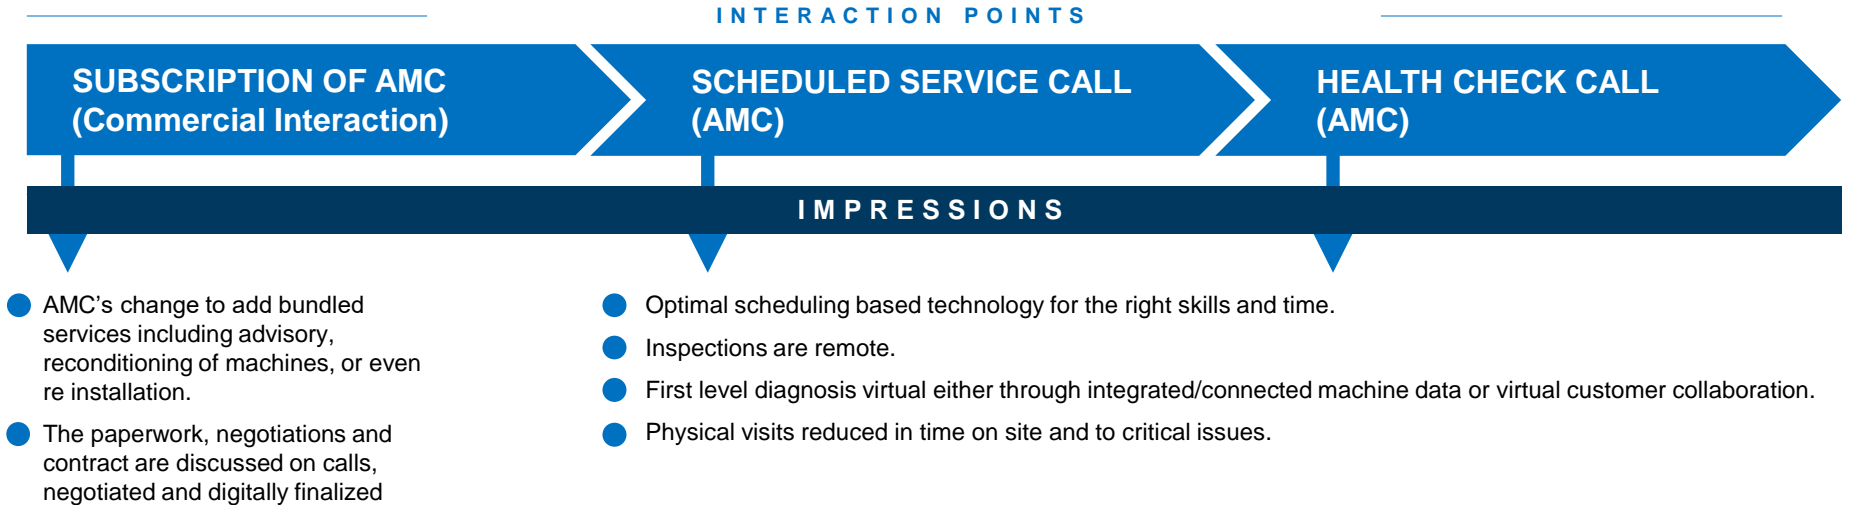 INTERACTION POINTS
SUBSCRIPTION OF AMC
(Commercial Interaction)
SCHEDULED SERVICE CALL
(AMC)
HEALTH CHECK CALL
(AMC)
IMPRESSIONS
AMC’s change to add bundled
services including advisory,
reconditioning of machines, or even
re installation.
The paperwork, negotiations and
contract are discussed on calls,
negotiated and digitally finalized
Optimal scheduling based technology for the right skills and time.
Inspections are remote.
First level diagnosis virtual either through integrated/connected machine data or virtual customer collaboration.
Physical visits reduced in time on site and to critical issues.